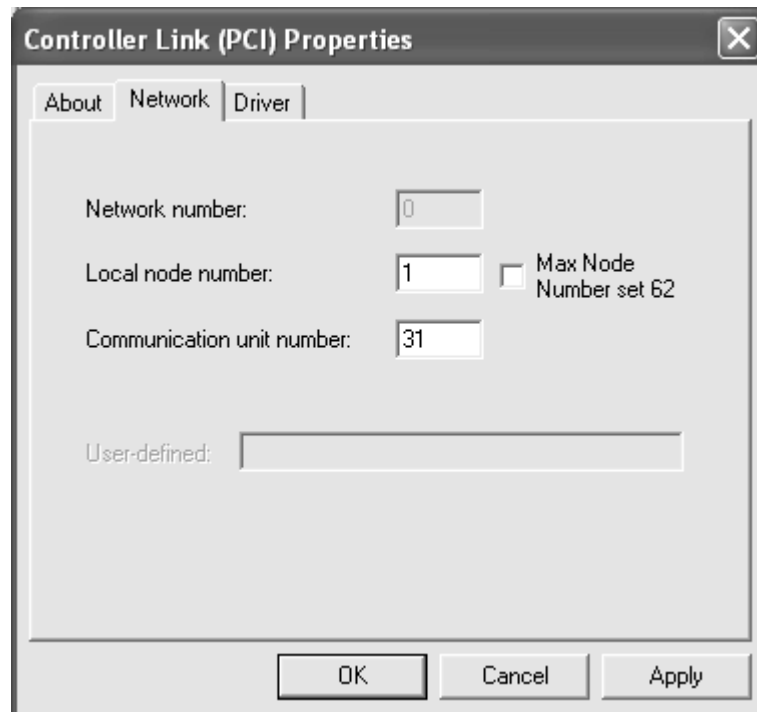 Controller Link (PCI) Properties
About Network Driver
Network number: 0
Local node number: 1 Max Node
Number set 62
Communication unit number: 31
User-defined:
OK Cancel Apply